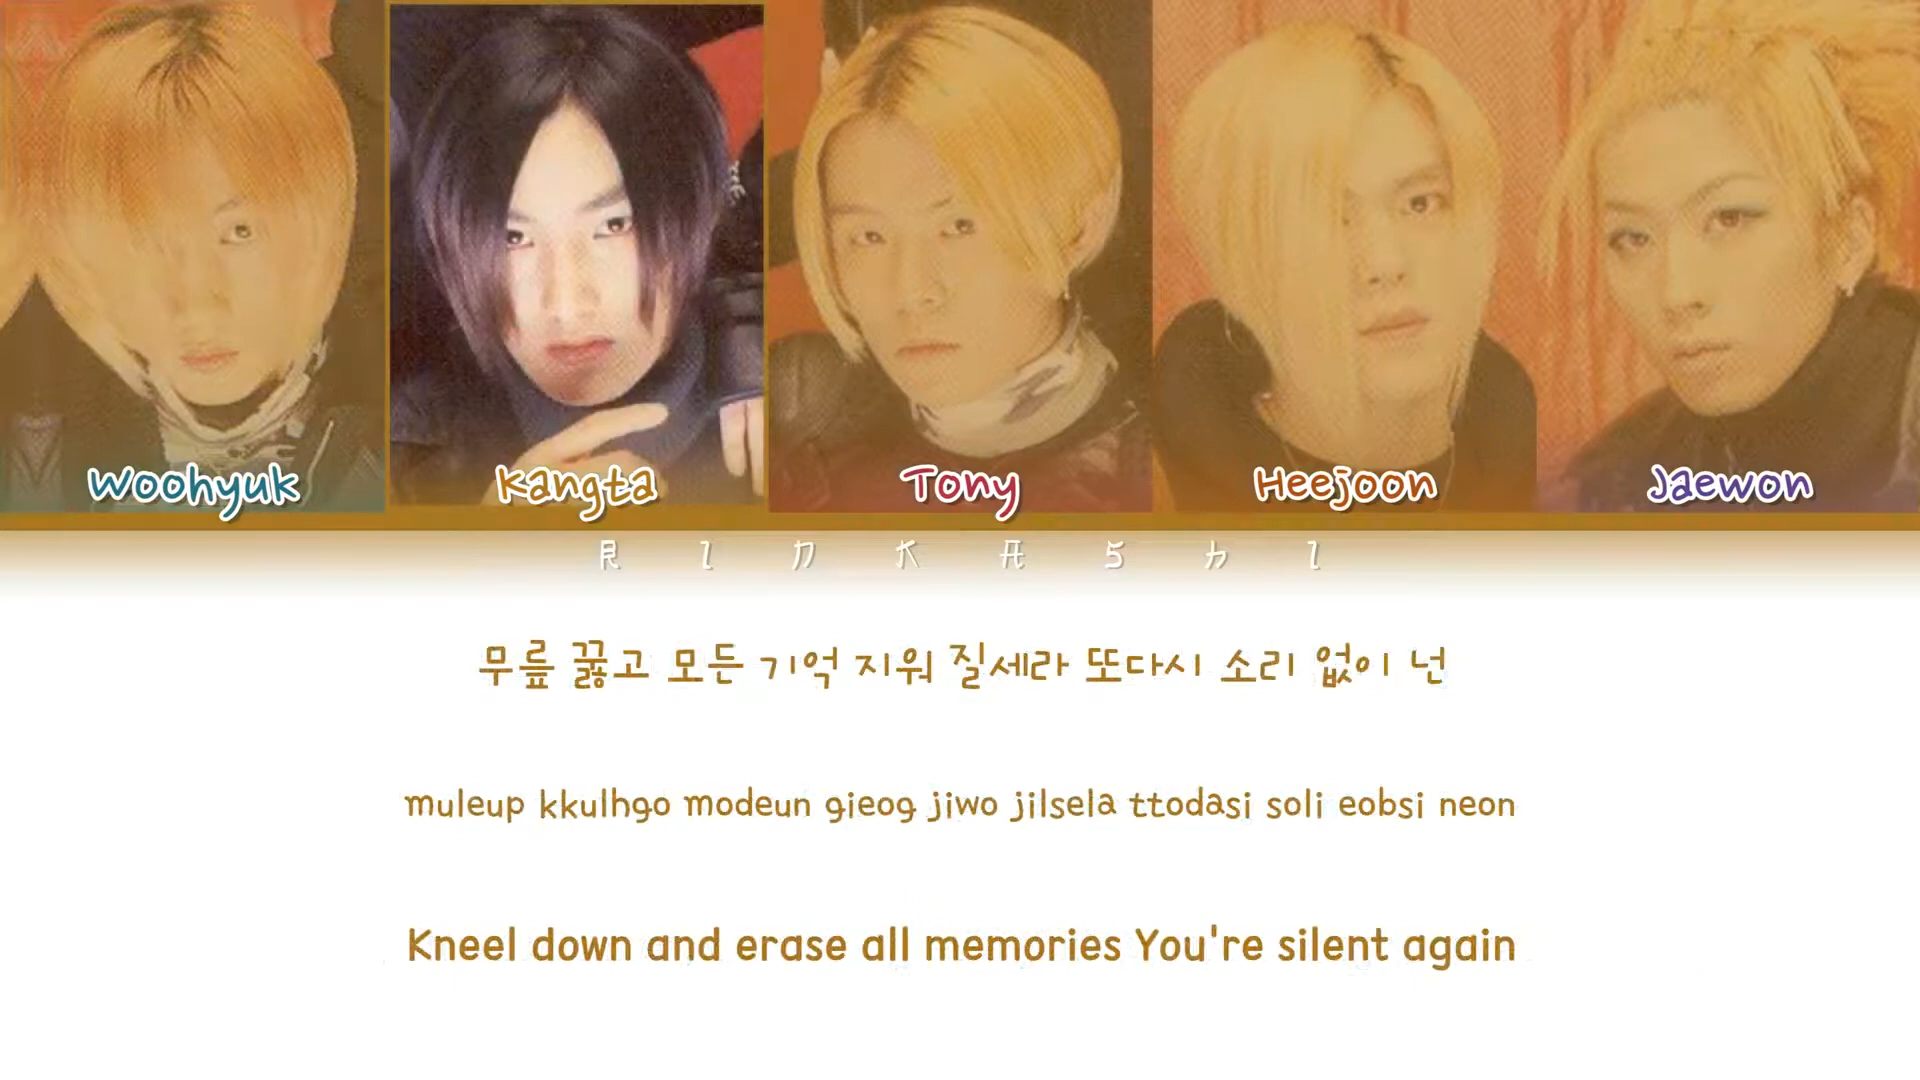 Woohyuk Kangta Tony Heejoon Jaewon
RINKASHI
무릎 꿇고 모든 기억 지워 질세라 또다시 소리 없이 넌
muleup kkulhgo modeun gieog jiwo jilsela ttodasi soli eobsi neon
Kneel down and erase all memories You're silent again